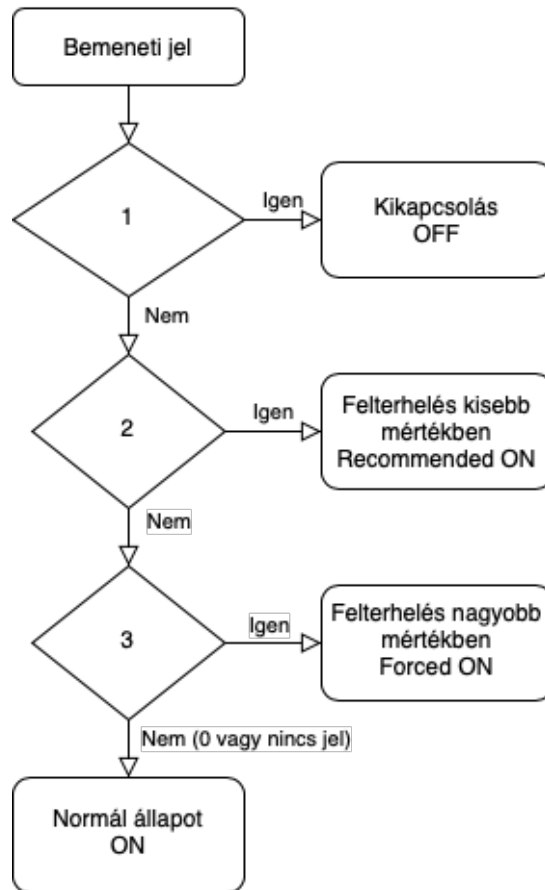 Bemeneti jel
1
Igen
Kikapcsolás
OFF
Nem
2
Igen
Felterhelés kisebb
mértékben
Recommended ON
Nem
3
Igen
Felterhelés nagyobb
mértékben
Forced ON
Nem (0 vagy nincs jel)
Normál állapot
ON